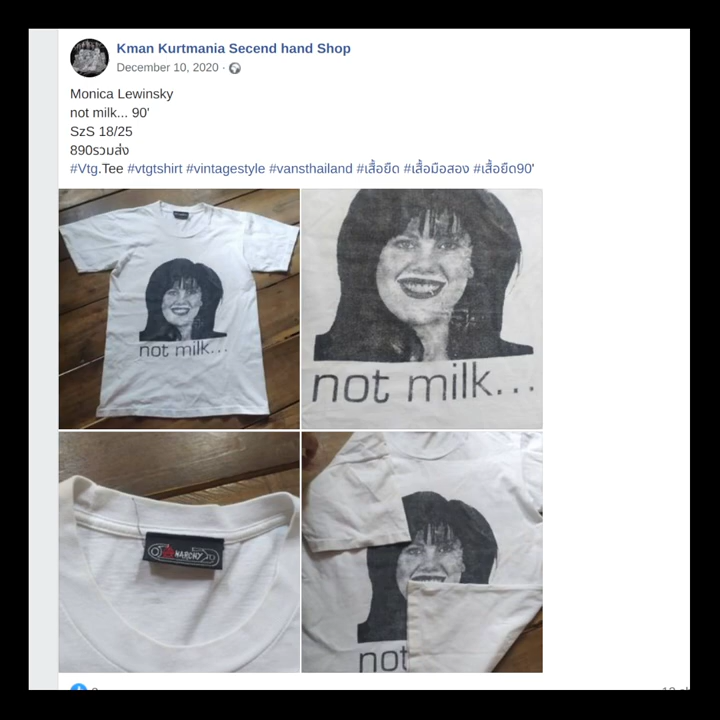 Kman Kurtmania Secend hand Shop
December 10, 2020 ·
Monica Lewinsky
not milk... 90'
SzS 18/25
890รวมส่ง
#Vtg.Tee #vtgtshirt #vintagestyle #vansthailand #เสื้อยืด #เสื้อมือสอง #เสื้อยืด90'
not milk...
not milk...
ANARCHY
not